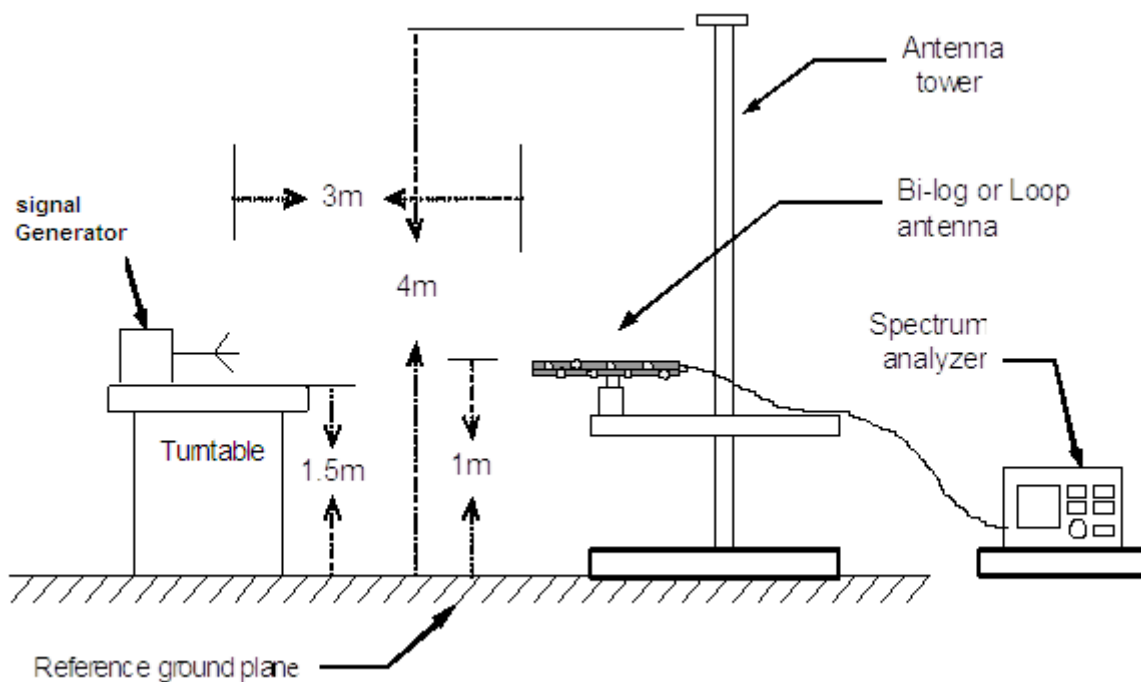 Antenna
tower
3m
signal
Generator
Bi-log or Loop
antenna
4m
Spectrum
analyzer
Turntable
1.5m
1m
Reference ground plane